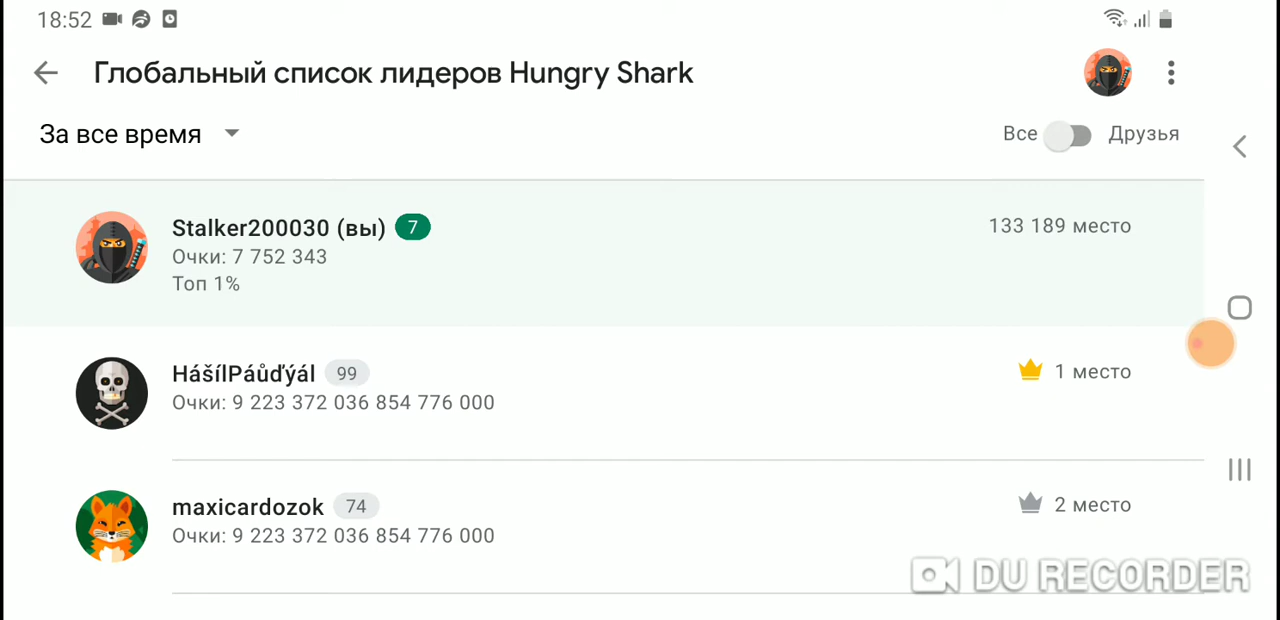 18:52
Глобальный список лидеров Hungry Shark
За все время
Все Друзья
Stalker200030 (вы) 7
133 189 место
Очки: 7 752 343
Топ 1%
HášílPáůďýál 99
1 место
Очки: 9 223 372 036 854 776 000
maxicardozok 74
2 место
Очки: 9 223 372 036 854 776 000
DU RECORDER